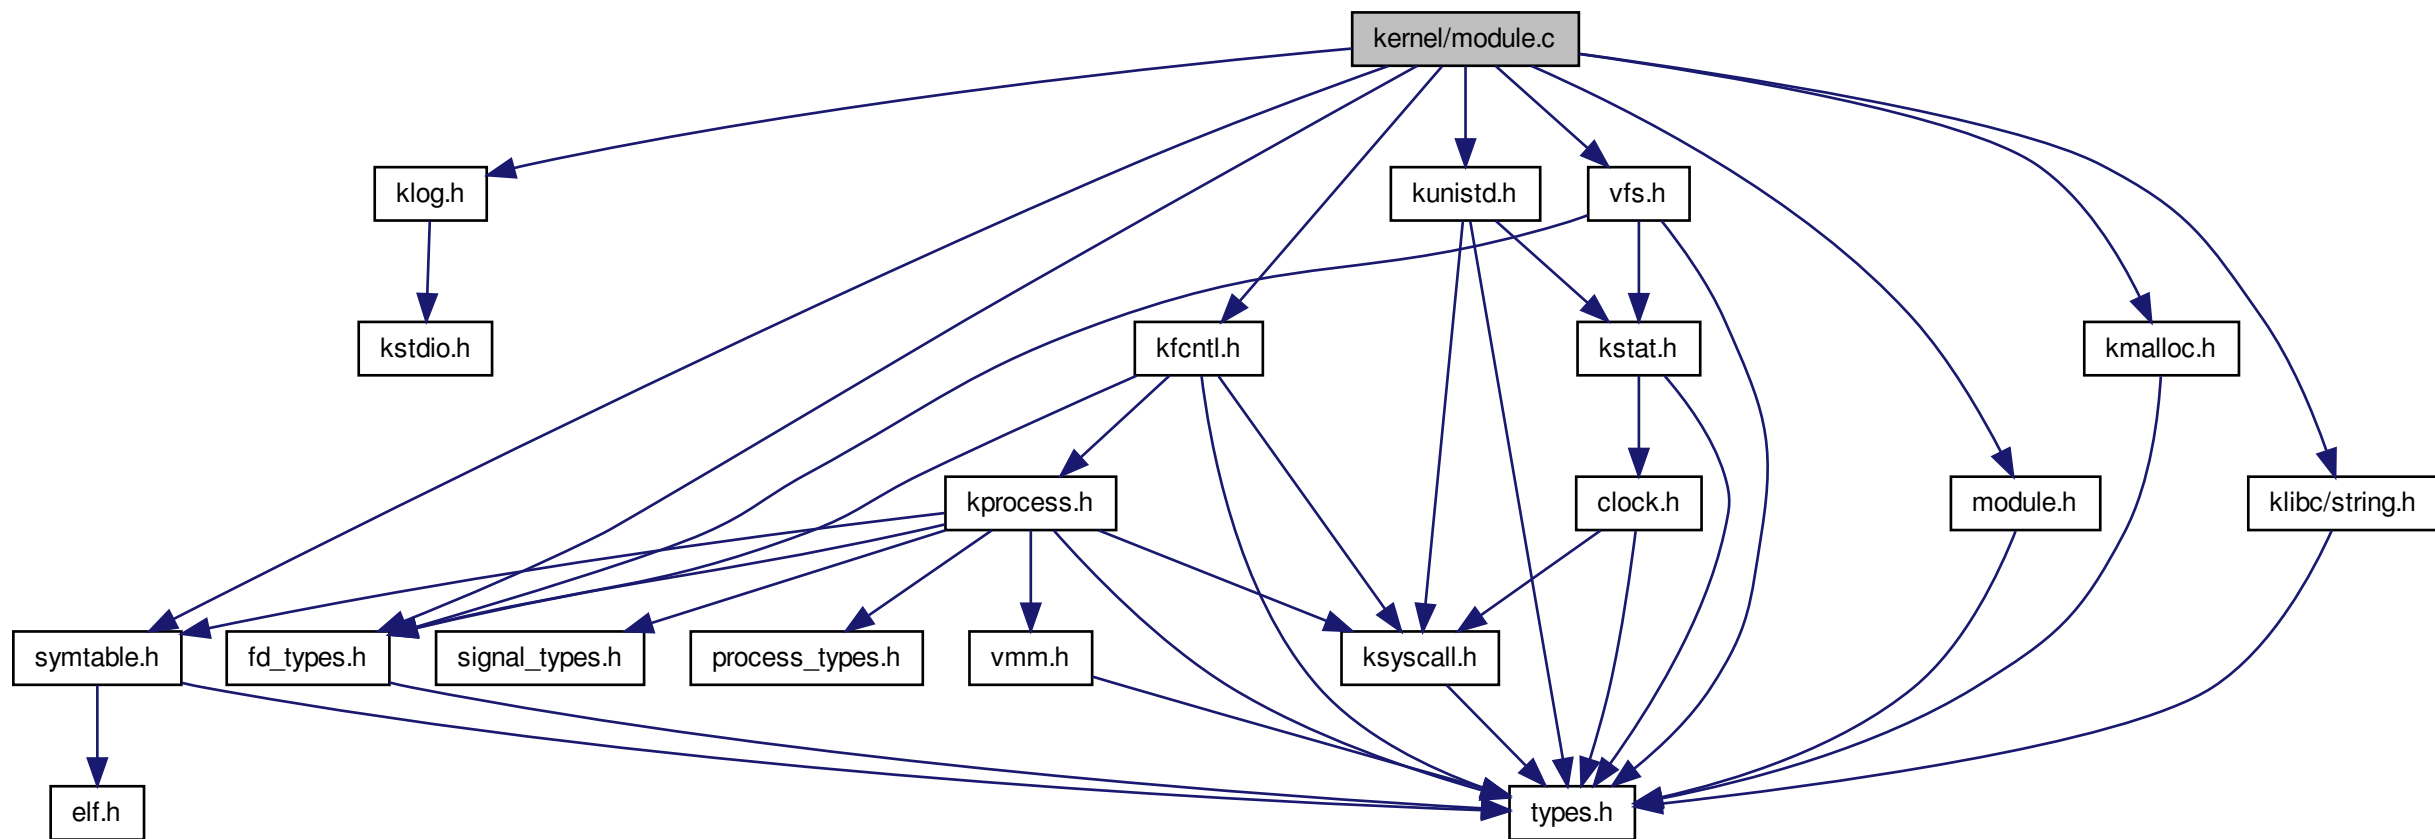 kernel/module.c
klog.h
kunistd.h
vfs.h
kstdio.h
kfcntl.h
kstat.h
kmalloc.h
kprocess.h
clock.h
module.h
klibc/string.h
symtable.h
fd_types.h
signal_types.h
process_types.h
vmm.h
ksyscall.h
elf.h
types.h